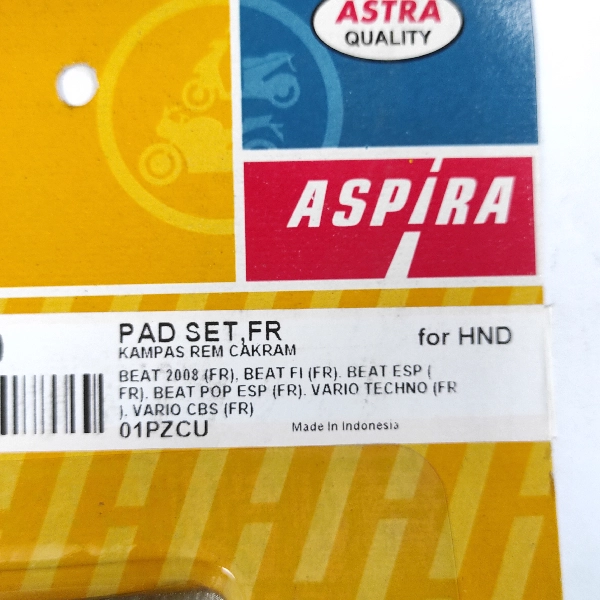 ASTRA
QUALITY
ASPIRA
PAD SET,FR
for HND
KAMPAS REM CAKRAM
BEAT 2008 (FR). BEAT FI (FR). BEAT ESP (
FR). BEAT POP ESP (FR). VARIO TECHNO (FR
). VARIO CBS (FR)
01PZCU
Made In Indonesia